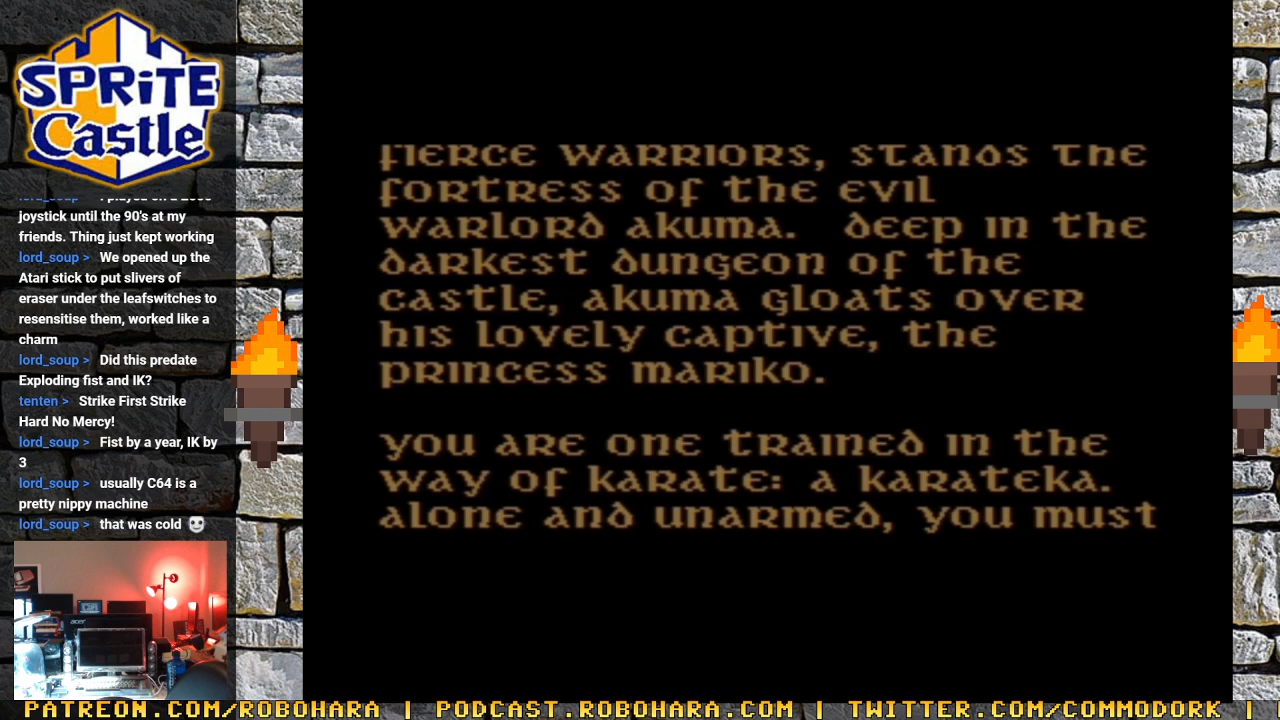 SPRiTE
Castle
joystick until the 90's at my
friends. Thing just kept working
lord_soup > We opened up the
Atari stick to put slivers of
eraser under the leafswitches to
resensitise them, worked like a
charm
lord_soup > Did this predate
Exploding fist and IK?
tenten > Strike First Strike
Hard No Mercy!
lord_soup > Fist by a year, IK by
3
lord_soup > usually C64 is a
pretty nippy machine
lord_soup > that was cold 💀
fierce warriors, stands the
fortress of the evil
warlord akuma. deep in the
darkest dungeon of the
castle, akuma gloats over
his lovely captive, the
princess mariko.
you are one trained in the
way of karate: a karateka.
alone and unarmed, you must
acer
PATREON.COM/ROBOHARA | PODCAST.ROBOHARA.COM | TWITTER.COM/COMMODORK |